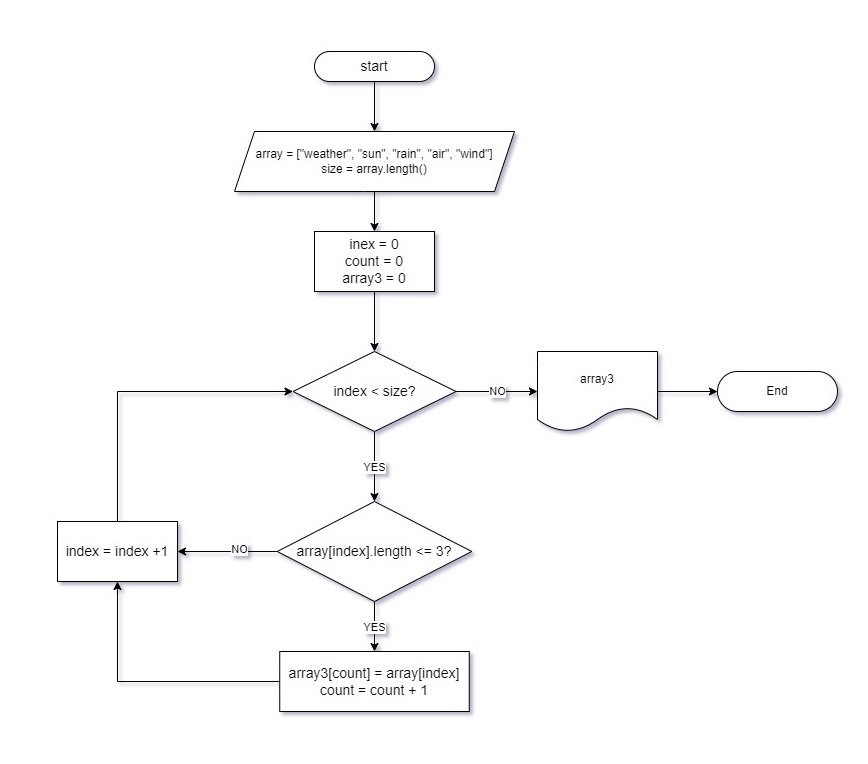 start
array = ["weather", "sun", "rain", "air", "wind"]
size = array.length()
inex = 0
count = 0
array3 = 0
index < size?
NO
array3
End
YES
array[index].length <= 3?
NO
index = index +1
YES
array3[count] = array[index]
count = count + 1